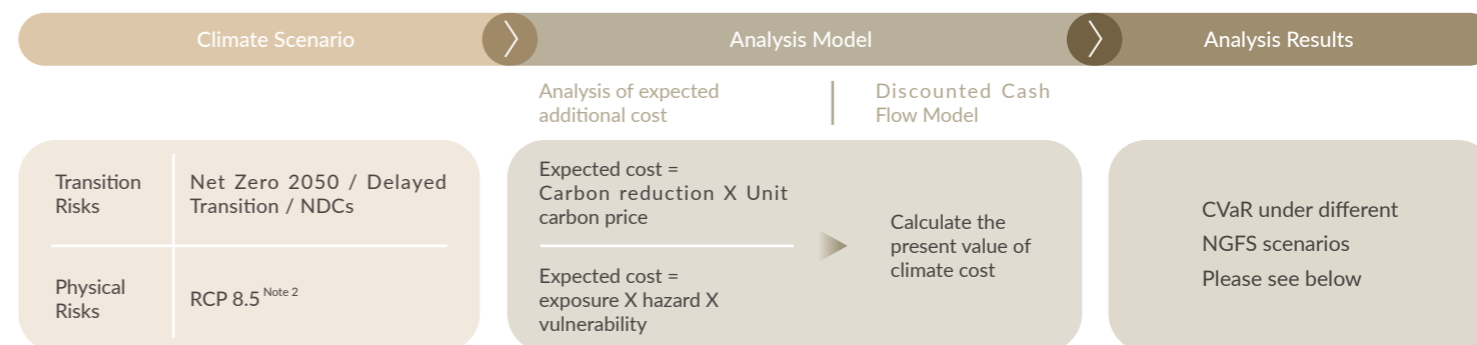 Climate Scenario
Analysis Model
Analysis Results
Analysis of expected
additional cost
Discounted Cash
Flow Model
Transition
Risks
Net Zero 2050 / Delayed
Transition / NDCs
Physical
Risks
RCP 8.5 Note 2
Expected cost =
Carbon reduction X Unit
carbon price
Expected cost =
exposure X hazard X
vulnerability
Calculate the
present value of
climate cost
CVaR under different
NGFS scenarios
Please see below